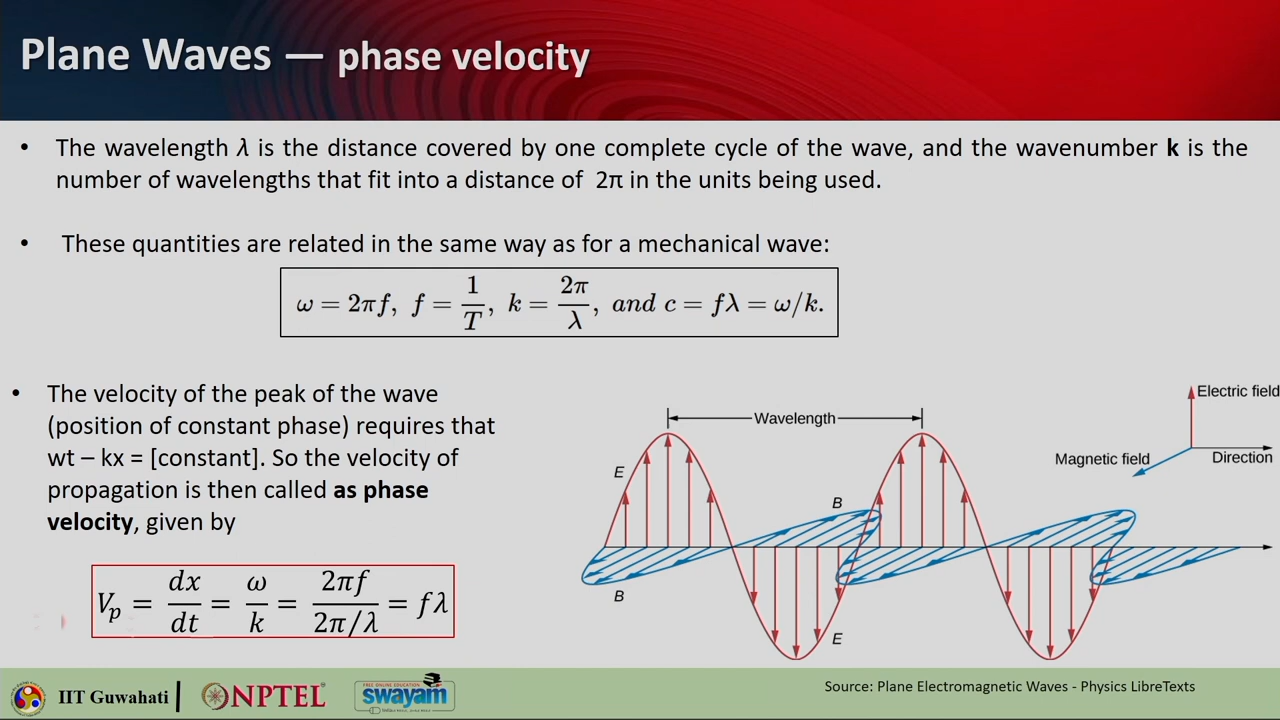 Plane Waves — phase velocity
• The wavelength λ is the distance covered by one complete cycle of the wave, and the wavenumber k is the
number of wavelengths that fit into a distance of 2π in the units being used.
• These quantities are related in the same way as for a mechanical wave:
ω = 2πf, f = 1/T, k = 2π/λ, and c = fλ = ω/k.
• The velocity of the peak of the wave
(position of constant phase) requires that
wt – kx = [constant]. So the velocity of
propagation is then called as phase
velocity, given by
V_p = dx/dt = ω/k = 2πf/2π/λ = fλ
Wavelength
E
B
B
E
Electric field
Magnetic field
Direction
IIT Guwahati
NPTEL
FREE ONLINE EDUCATION
swayam
Source: Plane Electromagnetic Waves - Physics LibreTexts